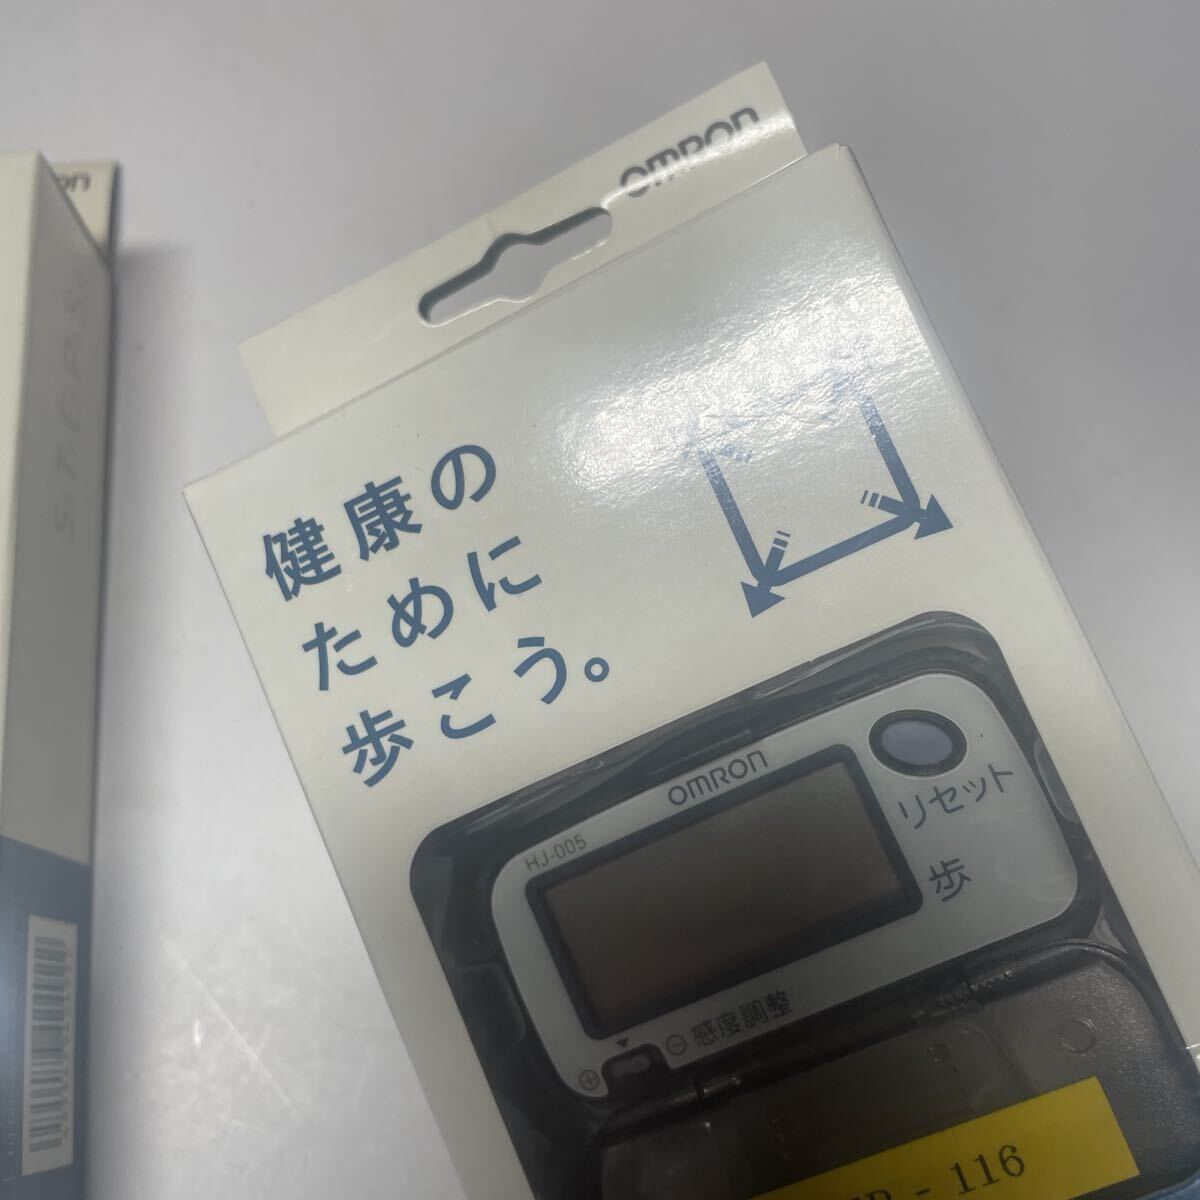 OMRON
健康の
ために
歩こう。
OMRON
HJ-005
リセット
歩
⊕ ▼ ⊖ 感度調整
- 116